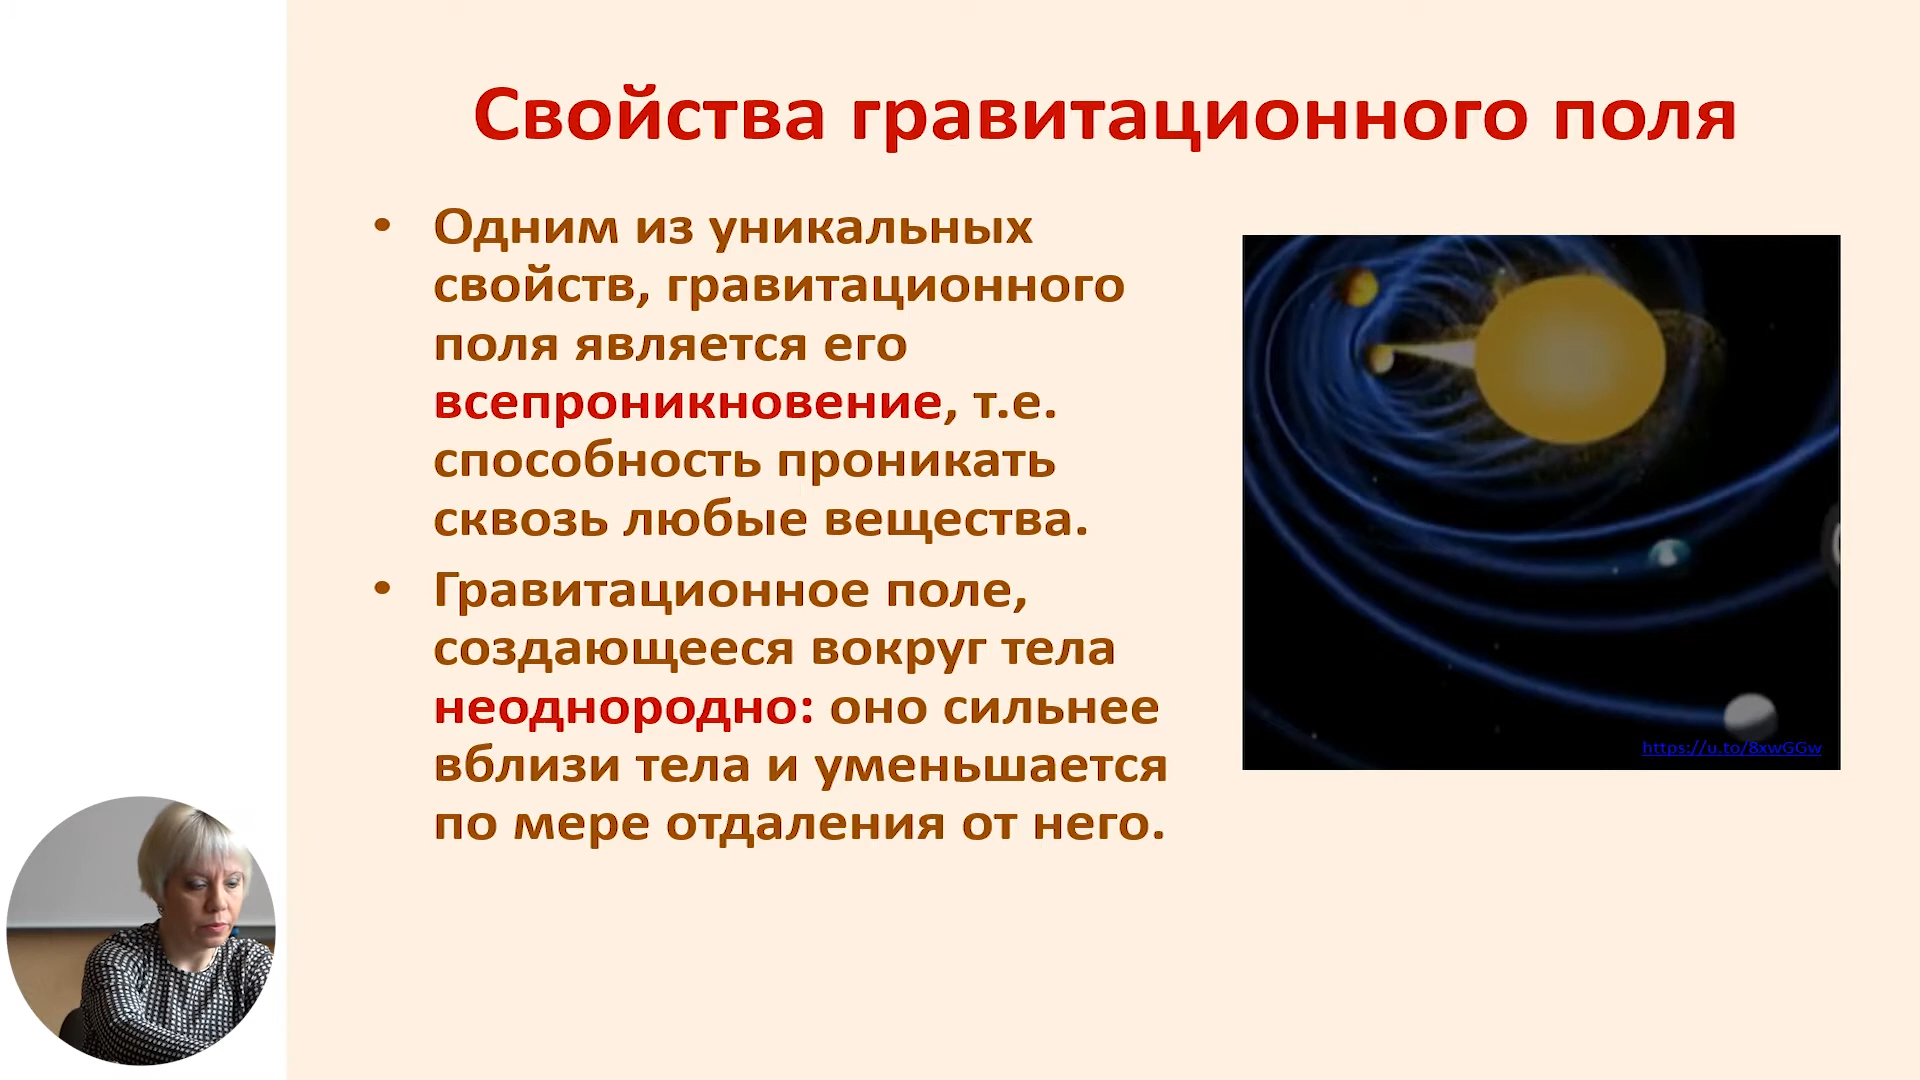 Свойства гравитационного поля
• Одним из уникальных
свойств, гравитационного
поля является его
всепроникновение, т.е.
способность проникать
сквозь любые вещества.
• Гравитационное поле,
создающееся вокруг тела
неоднородно: оно сильнее
вблизи тела и уменьшается
по мере отдаления от него.
https://u.to/8xwGGw